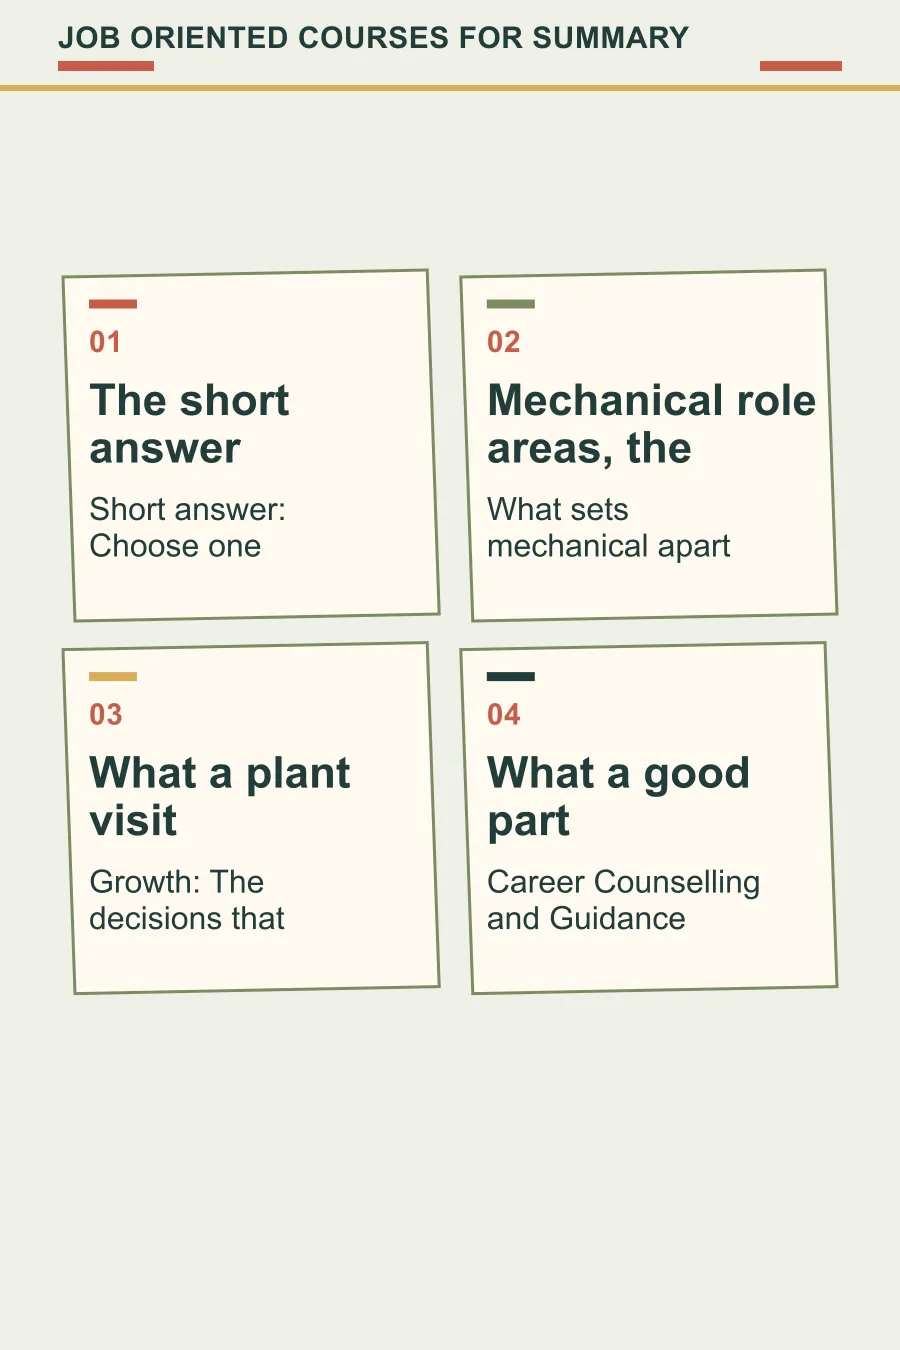 JOB ORIENTED COURSES FOR SUMMARY
01
The short
answer
Short answer:
Choose one
02
Mechanical role
areas, the
What sets
mechanical apart
03
What a plant
visit
Growth: The
decisions that
04
What a good
part
Career Counselling
and Guidance